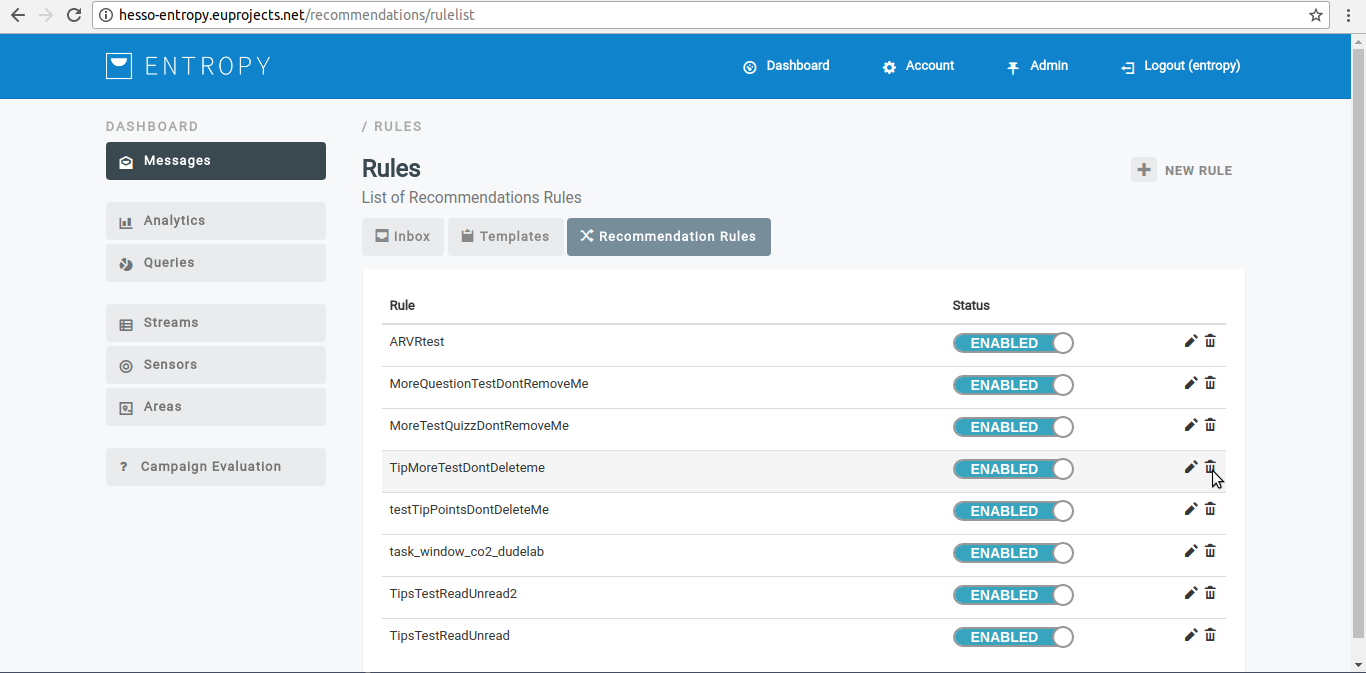 hesso-entropy.euprojects.net/recommendations/rulelist
ENTROPY
Dashboard
Account
Admin
Logout (entropy)
DASHBOARD
Messages
Analytics
Queries
Streams
Sensors
Areas
? Campaign Evaluation
/ RULES
Rules
NEW RULE
List of Recommendations Rules
Inbox
Templates
Recommendation Rules
Rule Status
ARVRtest ENABLED
MoreQuestionTestDontRemoveMe ENABLED
MoreTestQuizzDontRemoveMe ENABLED
TipMoreTestDontDeleteme ENABLED
testTipPointsDontDeleteMe ENABLED
task_window_co2_dudelab ENABLED
TipsTestReadUnread2 ENABLED
TipsTestReadUnread ENABLED